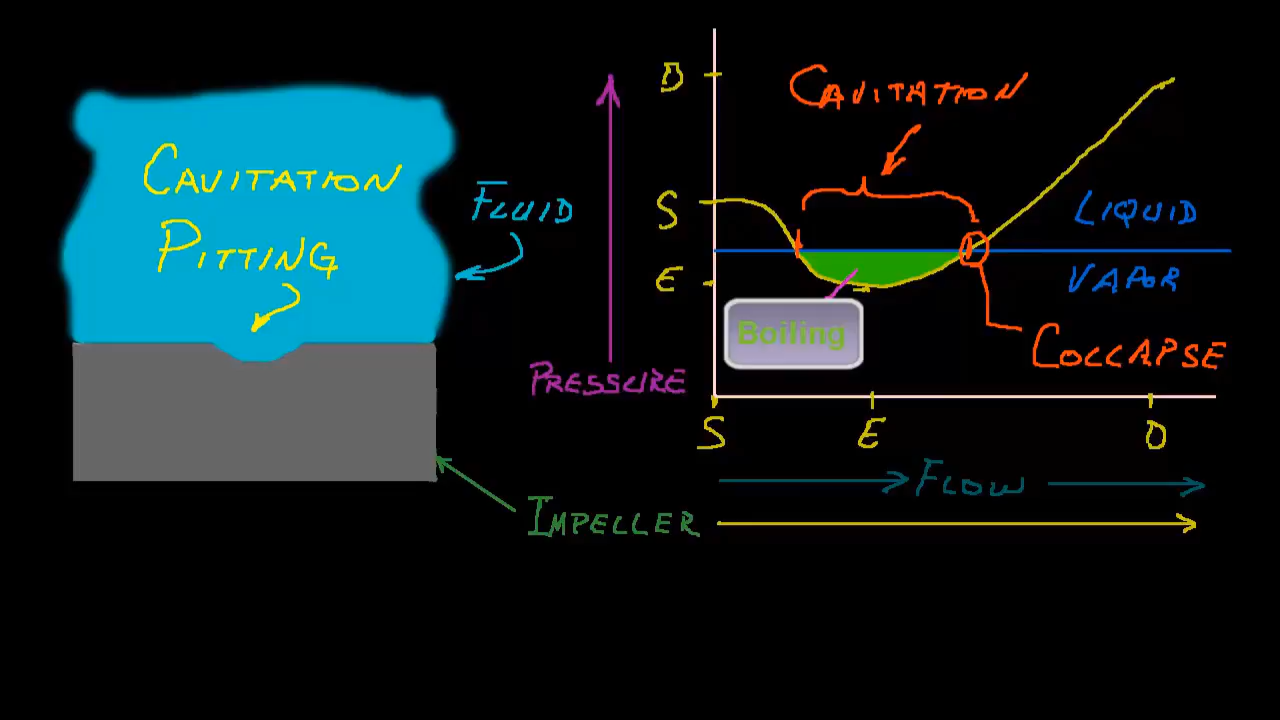 CAVITATION
PITTING
FLUID
IMPELLER
PRESSURE
D
S
E
CAVITATION
LIQUID
VAPOR
Boiling
COLLAPSE
S E D
FLOW